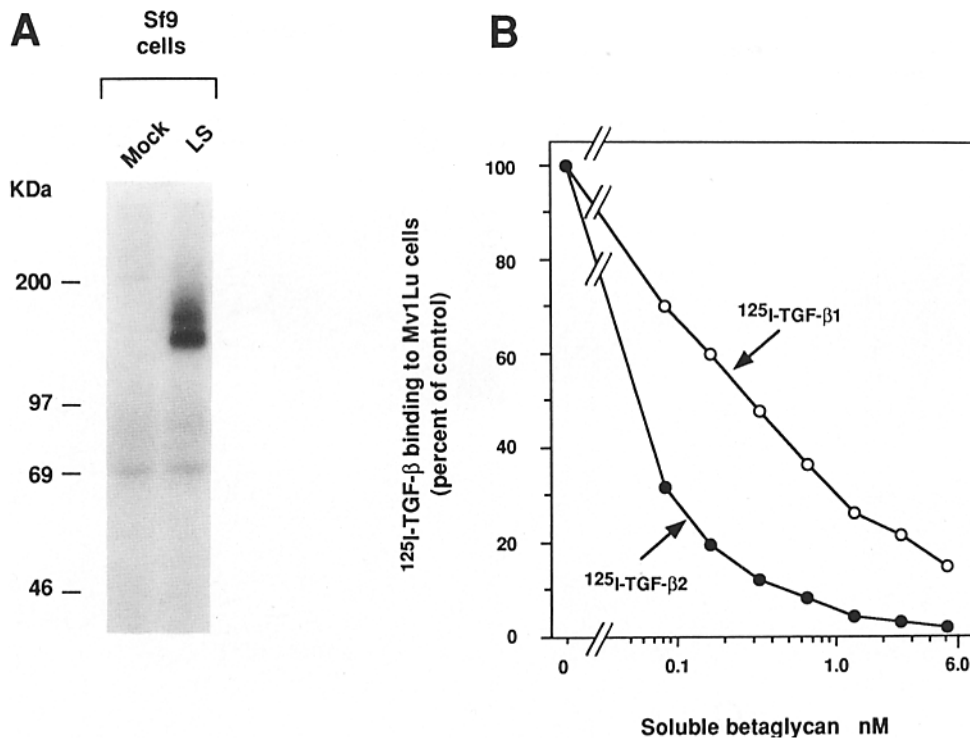 A
Sf9
cells
Mock
LS
KDa
200
97
69
46
B
125I-TGF-β binding to Mv1Lu cells
(percent of control)
100
80
60
40
20
0
125I-TGF-β1
125I-TGF-β2
0
0.1
1.0
6.0
Soluble betaglycan nM